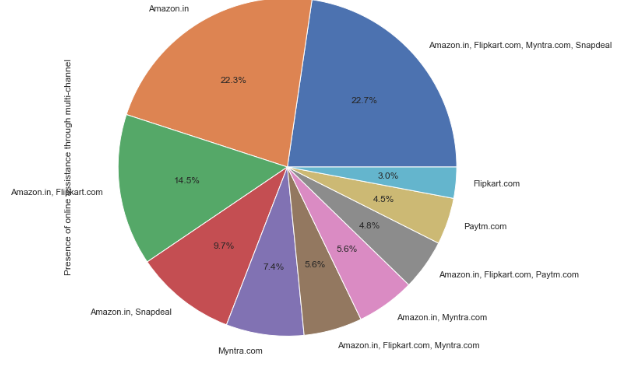 Amazon.in
Amazon.in, Flipkart.com, Myntra.com, Snapdeal
22.3%
22.7%
Presence of online assistance through multi-channel
14.5%
3.0%
Flipkart.com
Amazon.in, Flipkart.com
4.5%
Paytm.com
4.8%
9.7%
5.6%
7.4%
5.6%
Amazon.in, Flipkart.com, Paytm.com
Amazon.in, Snapdeal
Amazon.in, Myntra.com
Myntra.com
Amazon.in, Flipkart.com, Myntra.com